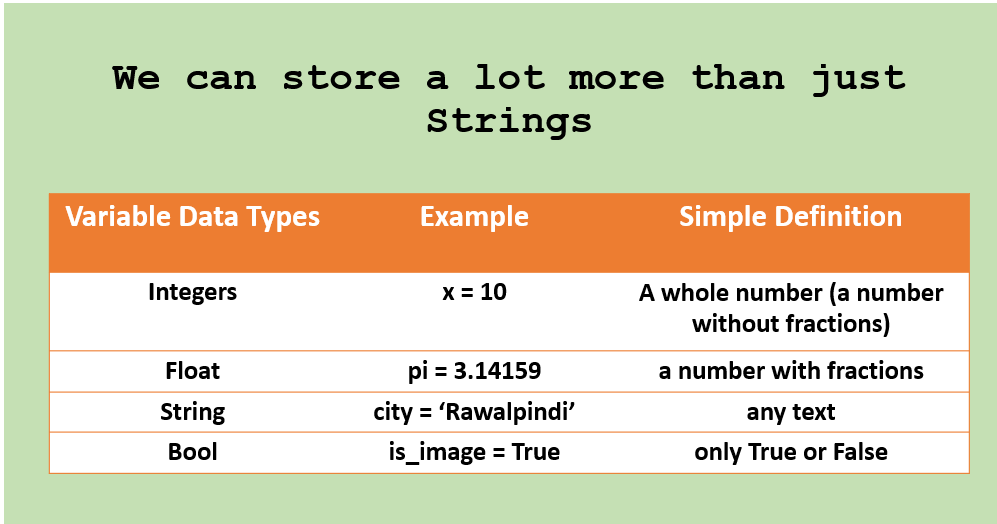 We can store a lot more than just
Strings
Variable Data Types Example Simple Definition
Integers x = 10 A whole number (a number
without fractions)
Float pi = 3.14159 a number with fractions
String city = ‘Rawalpindi’ any text
Bool is_image = True only True or False